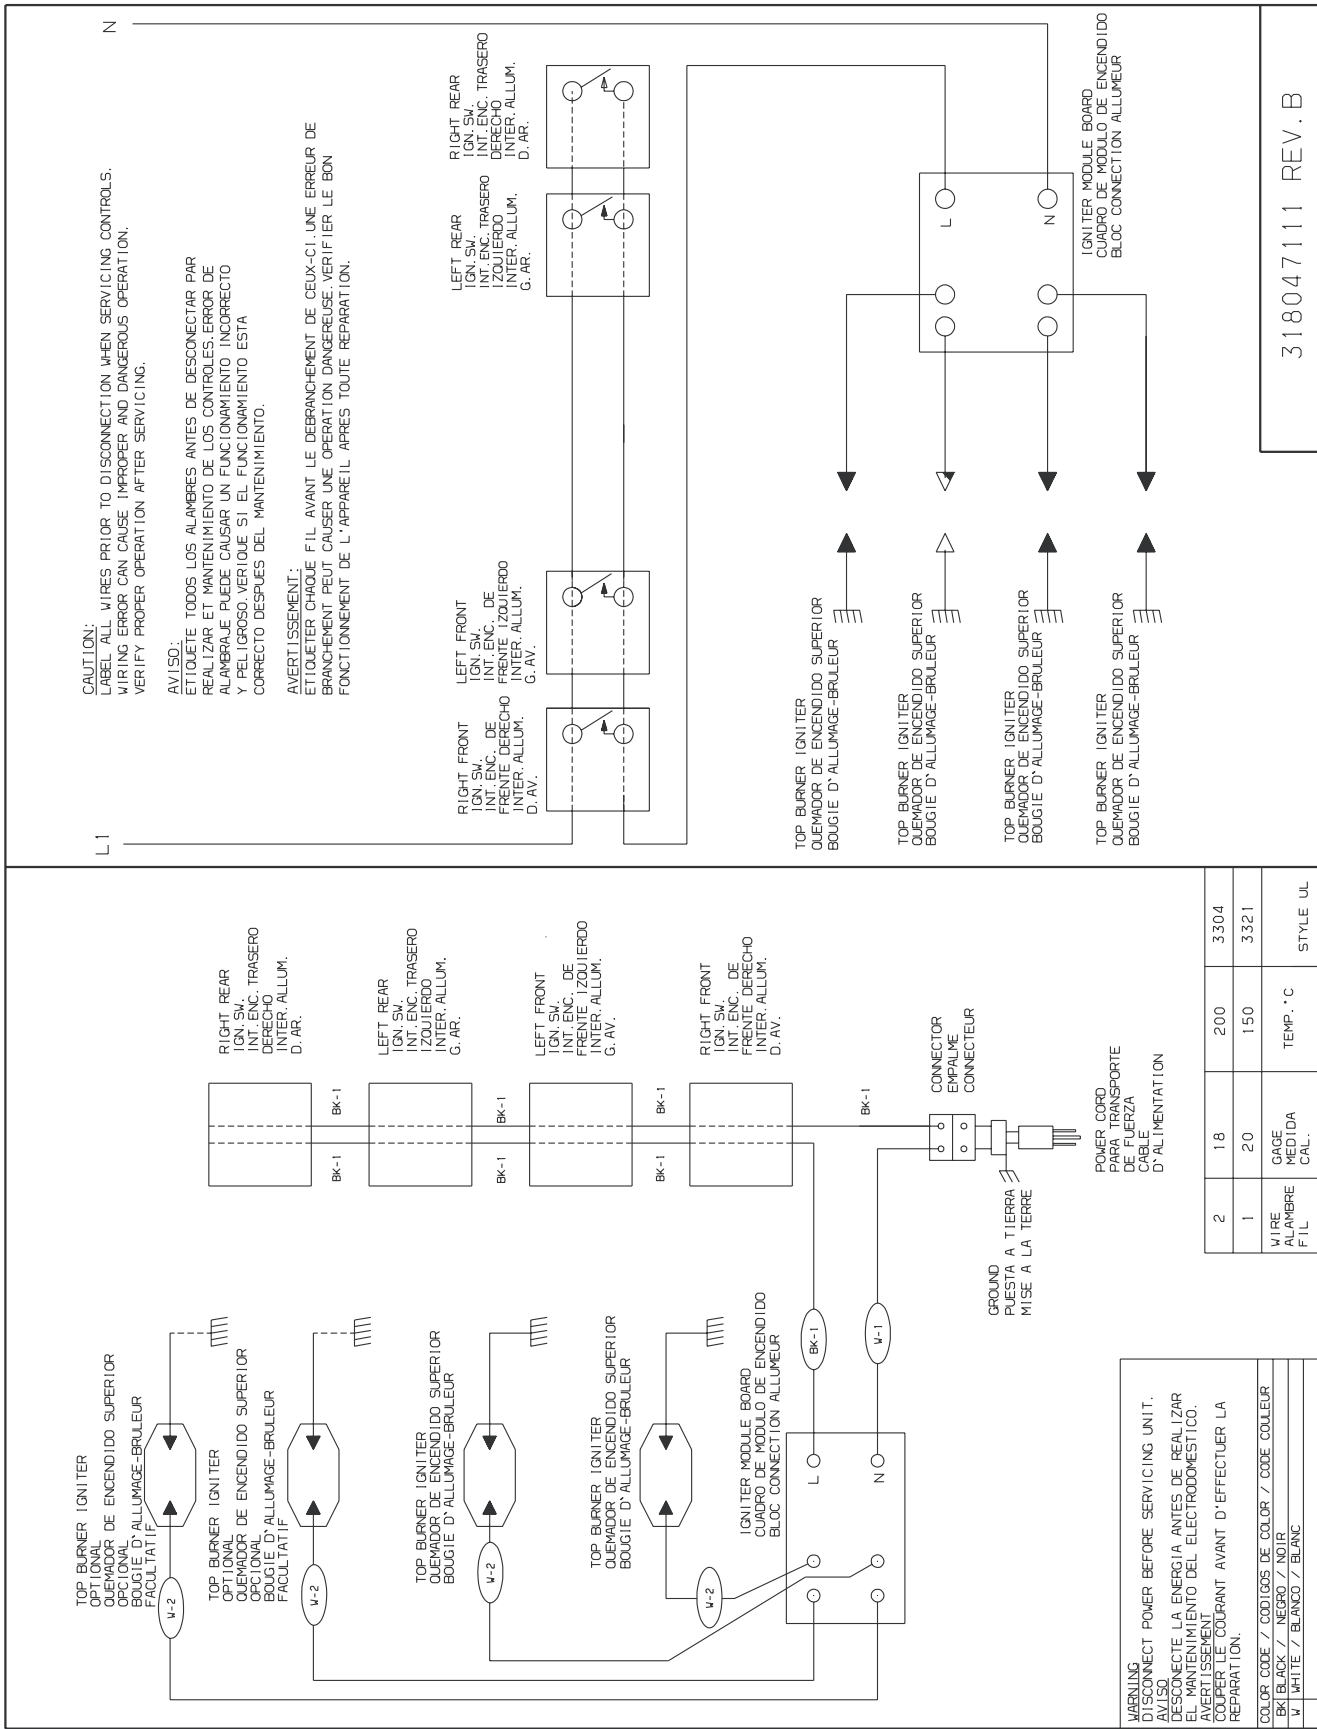 TOP BURNER IGNITER
OPTIONAL
QUEMADOR DE ENCENDIDO SUPERIOR
OPCIONAL
BOUGIE D'ALLUMAGE-BRULEUR
FACULTATIF
W-2
TOP BURNER IGNITER
OPTIONAL
QUEMADOR DE ENCENDIDO SUPERIOR
OPCIONAL
BOUGIE D'ALLUMAGE-BRULEUR
FACULTATIF
W-2
TOP BURNER IGNITER
QUEMADOR DE ENCENDIDO SUPERIOR
BOUGIE D'ALLUMAGE-BRULEUR
W-2
TOP BURNER IGNITER
QUEMADOR DE ENCENDIDO SUPERIOR
BOUGIE D'ALLUMAGE-BRULEUR
W-2
IGNITER MODULE BOARD
CUADRO DE MODULO DE ENCENDIDO
BLOC CONNECTION ALLUMEUR
L
N
BK-1
W-1
RIGHT REAR
IGN. SW.
INT. ENC. TRASERO
DERECHO
INTER. ALLUM.
D. AR.
BK-1
BK-1
LEFT REAR
IGN. SW.
INT. ENC. TRASERO
IZQUIERDO
INTER. ALLUM.
G. AR.
BK-1
BK-1
LEFT FRONT
IGN. SW.
INT. ENC. DE
FRENTE IZQUIERDO
INTER. ALLUM.
G. AV.
BK-1
BK-1
RIGHT FRONT
IGN. SW.
INT. ENC. DE
FRENTE DERECHO
INTER. ALLUM.
D. AV.
BK-1
CONNECTOR
EMPALME
CONNECTEUR
GROUND
PUESTA A TIERRA
MISE A LA TERRE
POWER CORD
PARA TRANSPORTE
DE FUERZA
CABLE
D'ALIMENTATION
WARNING
DISCONNECT POWER BEFORE SERVICING UNIT.
AVISO
DESCONECTE LA ENERGIA ANTES DE REALIZAR
EL MANTENIMIENTO DEL ELECTRODOMESTICO.
AVERTISSEMENT
COUPER LE COURANT AVANT D'EFFECTUER LA
REPARATION.
COLOR CODE / CODIGOS DE COLOR / CODE COULEUR
BK BLACK / NEGRO / NOIR
W WHITE / BLANCO / BLANC
2 18 200 3304
1 20 150 3321
WIRE
ALAMBRE
FIL
GAGE
MEDIDA
CAL.
TEMP. °C
STYLE UL
L1
N
CAUTION:
LABEL ALL WIRES PRIOR TO DISCONNECTION WHEN SERVICING CONTROLS.
WIRING ERROR CAN CAUSE IMPROPER AND DANGEROUS OPERATION.
VERIFY PROPER OPERATION AFTER SERVICING.
AVISO:
ETIQUETE TODOS LOS ALAMBRES ANTES DE DESCONECTAR PAR
REALIZAR ET MANTENIMIENTO DE LOS CONTROLES. ERROR DE
ALAMBRAJE PUEDE CAUSAR UN FUNCIONAMIENTO INCORRECTO
Y PELIGROSO. VERIQUE SI EL FUNCIONAMIENTO ESTA
CORRECTO DESPUES DEL MANTENIMIENTO.
AVERTISSEMENT:
ETIQUETER CHAQUE FIL AVANT LE DEBRANCHEMENT DE CEUX-CI. UNE ERREUR DE
BRANCHEMENT PEUT CAUSER UNE OPERATION DANGEREUSE. VERIFIER LE BON
FONCTIONNEMENT DE L'APPAREIL APRES TOUTE REPARATION.
RIGHT FRONT
IGN. SW.
INT. ENC. DE
FRENTE DERECHO
INTER. ALLUM.
D. AV.
LEFT FRONT
IGN. SW.
INT. ENC. DE
FRENTE IZQUIERDO
INTER. ALLUM.
G. AV.
LEFT REAR
IGN. SW.
INT. ENC. TRASERO
IZQUIERDO
INTER. ALLUM.
G. AR.
RIGHT REAR
IGN. SW.
INT. ENC. TRASERO
DERECHO
INTER. ALLUM.
D. AR.
TOP BURNER IGNITER
QUEMADOR DE ENCENDIDO SUPERIOR
BOUGIE D'ALLUMAGE-BRULEUR
TOP BURNER IGNITER
QUEMADOR DE ENCENDIDO SUPERIOR
BOUGIE D'ALLUMAGE-BRULEUR
TOP BURNER IGNITER
QUEMADOR DE ENCENDIDO SUPERIOR
BOUGIE D'ALLUMAGE-BRULEUR
TOP BURNER IGNITER
QUEMADOR DE ENCENDIDO SUPERIOR
BOUGIE D'ALLUMAGE-BRULEUR
L
N
IGNITER MODULE BOARD
CUADRO DE MODULO DE ENCENDIDO
BLOC CONNECTION ALLUMEUR
318047111 REV. B